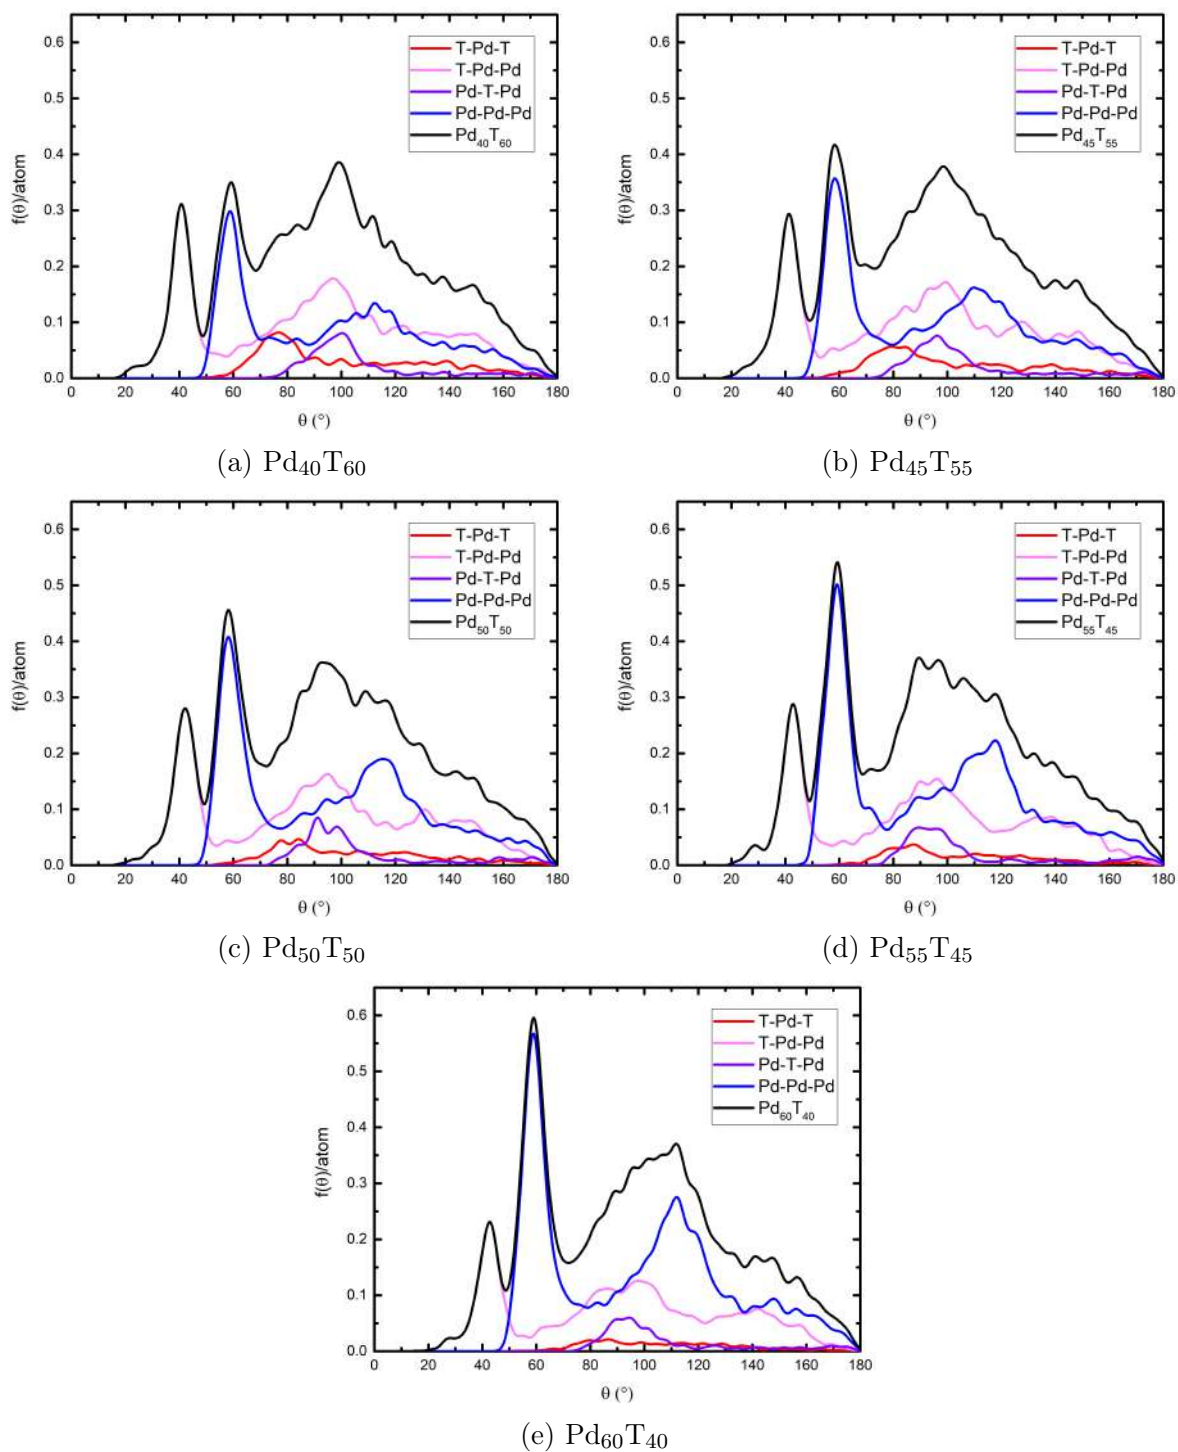 0.6
0.5
0.4
0.3
0.2
0.1
0.0
f(θ)/atom
T-Pd-T
T-Pd-Pd
Pd-T-Pd
Pd-Pd-Pd
Pd₄₀T₆₀
0 20 40 60 80 100 120 140 160 180
θ (°)
(a) Pd₄₀T₆₀
0.6
0.5
0.4
0.3
0.2
0.1
0.0
f(θ)/atom
T-Pd-T
T-Pd-Pd
Pd-T-Pd
Pd-Pd-Pd
Pd₄₅T₅₅
0 20 40 60 80 100 120 140 160 180
θ (°)
(b) Pd₄₅T₅₅
0.6
0.5
0.4
0.3
0.2
0.1
0.0
f(θ)/atom
T-Pd-T
T-Pd-Pd
Pd-T-Pd
Pd-Pd-Pd
Pd₅₀T₅₀
0 20 40 60 80 100 120 140 160 180
θ (°)
(c) Pd₅₀T₅₀
0.6
0.5
0.4
0.3
0.2
0.1
0.0
f(θ)/atom
T-Pd-T
T-Pd-Pd
Pd-T-Pd
Pd-Pd-Pd
Pd₅₅T₄₅
0 20 40 60 80 100 120 140 160 180
θ (°)
(d) Pd₅₅T₄₅
0.6
0.5
0.4
0.3
0.2
0.1
0.0
f(θ)/atom
T-Pd-T
T-Pd-Pd
Pd-T-Pd
Pd-Pd-Pd
Pd₆₀T₄₀
0 20 40 60 80 100 120 140 160 180
θ (°)
(e) Pd₆₀T₄₀